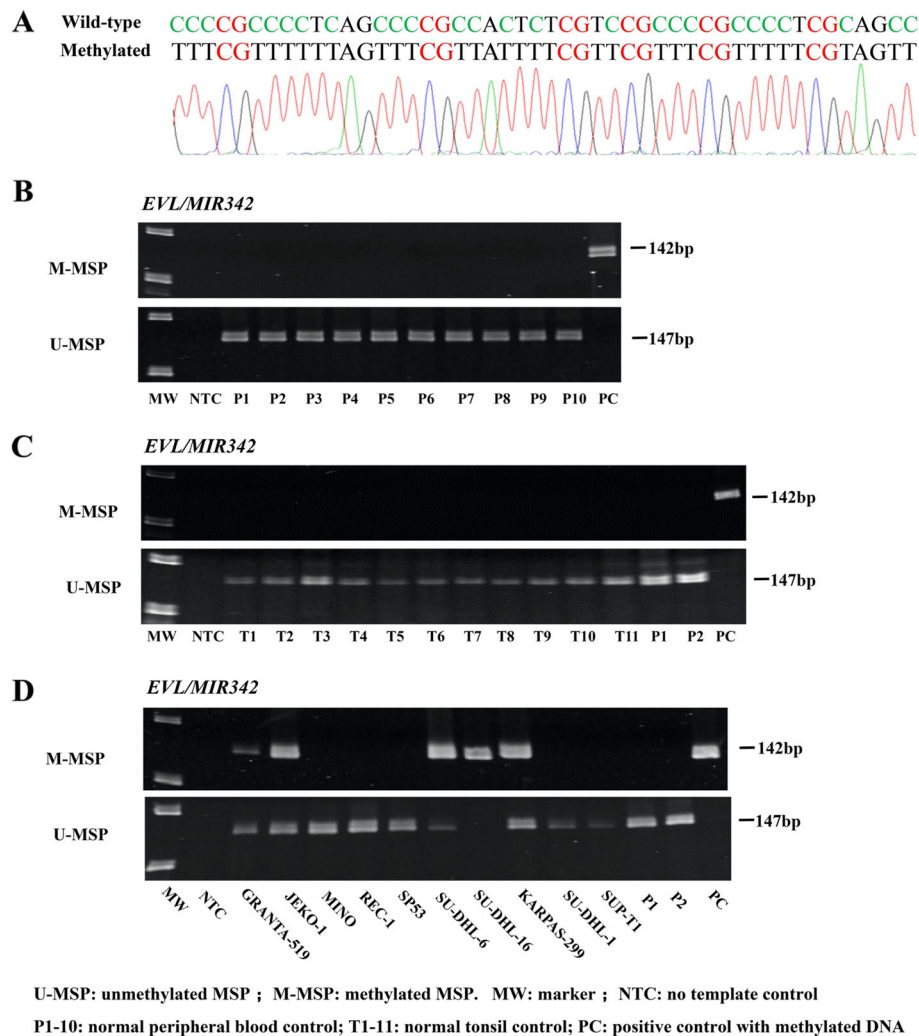 A
Wild-type CCCCCGCCCCTCAGCCCCGCCACTCTCGTCCGCCCCGCCCCTCGCAGCC
Methylated TTTCGTTTTTTAGTTTCGTTATTTTCGTTCGTTTCGTTTTTCGTAGTT
B
EVL/MIR342
M-MSP
142bp
U-MSP
147bp
MW NTC P1 P2 P3 P4 P5 P6 P7 P8 P9 P10 PC
C
EVL/MIR342
M-MSP
142bp
U-MSP
147bp
MW NTC T1 T2 T3 T4 T5 T6 T7 T8 T9 T10 T11 P1 P2 PC
D
EVL/MIR342
M-MSP
142bp
U-MSP
147bp
MW NTC GRANTA-519 JEKO-1 MINO REC-1 SP53 SU-DHL-6 SU-DHL-16 KARPAS-299 SU-DHL-1 SUP-T1 P1 P2 PC
U-MSP: unmethylated MSP ; M-MSP: methylated MSP. MW: marker ; NTC: no template control
P1-10: normal peripheral blood control; T1-11: normal tonsil control; PC: positive control with methylated DNA